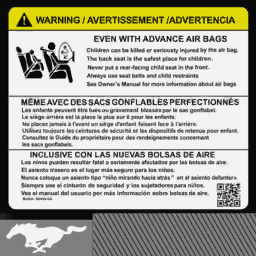 WARNING / AVERTISSEMENT /ADVERTENCIA
EVEN WITH ADVANCE AIR BAGS
Children can be killed or seriously injured by the air bag.
The back seat is the safest place for children.
Never put a rear-facing child seat in the front.
Always use seat belts and child restraints
See Owner's Manual for more information about air bags
MÊME AVEC DES SACS GONFLABLES PERFECTIONNÉS
Les enfants peuvent être tués ou gravement blessés par le sac gonflable.
Le siège arrière est la place la plus sur é pour les enfants.
Ne placez jamais à l'avant un siège d'enfant faisant face à l'arrière.
Utilisez toujours les ceintures de sécurité et les dispositifs de retenue pour enfant.
Consultez le Guide du propriétaire pour des renseignements concernant
les sacs gonflabels.
INCLUSIVE CON LAS NUEVAS BOLSAS DE AIRE
Los niños pueden resultar total o seriamente afectados por las bolsas de aire.
El asiento trasero es el lugar más seguro para los niños.
Nunca coloque un asiento tipo "niño mirando hacia atrás" en el asiento delantero.
Siempre use el cinturón de seguridad y los sujetadores para niños.
Vea el manual del usuario por más información sobre bolsas de aire.